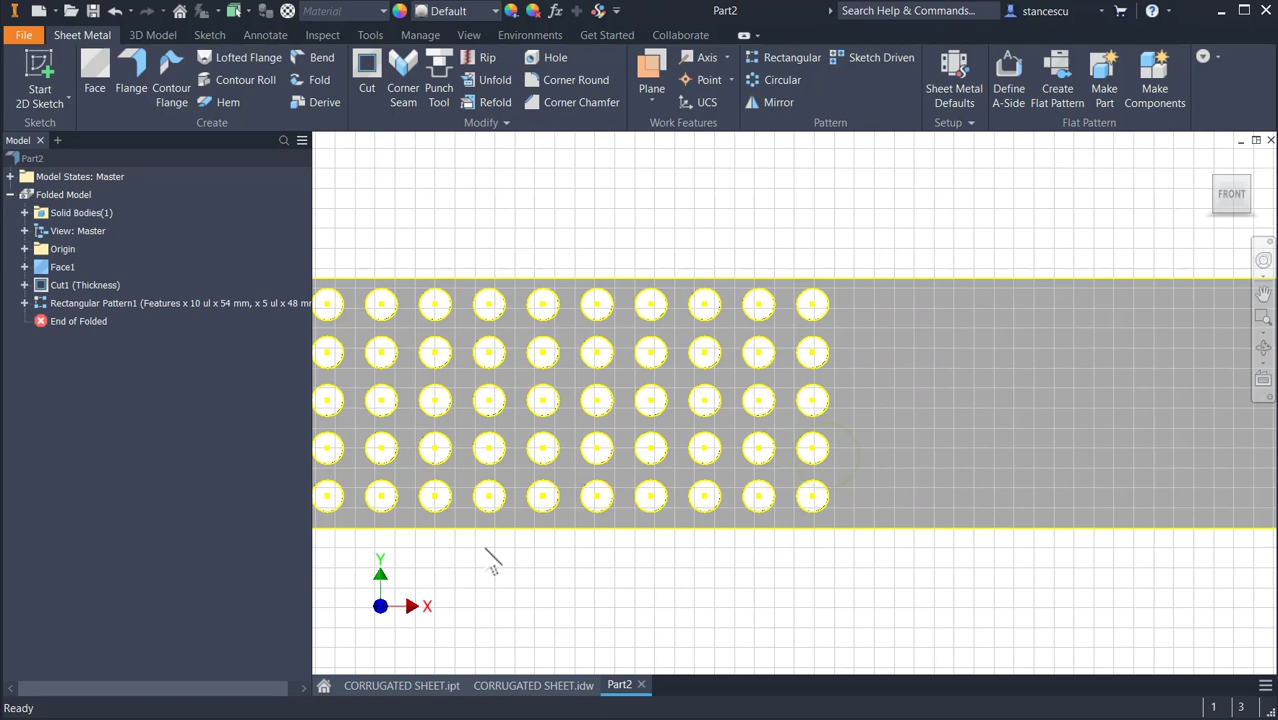 Material
Default
Part2
Search Help & Commands...
stancescu
File
Sheet Metal
3D Model
Sketch
Annotate
Inspect
Tools
Manage
View
Environments
Get Started
Collaborate
Start
2D Sketch
Face
Flange
Contour
Flange
Lofted Flange
Contour Roll
Hem
Bend
Fold
Derive
Cut
Corner
Seam
Punch
Tool
Rip
Unfold
Refold
Hole
Corner Round
Corner Chamfer
Plane
Axis
Point
UCS
Rectangular
Circular
Mirror
Sketch Driven
Sheet Metal
Defaults
Define
A-Side
Create
Flat Pattern
Make
Part
Make
Components
Sketch
Create
Modify
Work Features
Pattern
Setup
Flat Pattern
Model
Part2
Model States: Master
Folded Model
Solid Bodies(1)
View: Master
Origin
Face1
Cut1 (Thickness)
Rectangular Pattern1 (Features x 10 ul x 54 mm, x 5 ul x 48 mm
End of Folded
FRONT
Y
X
CORRUGATED SHEET.ipt
CORRUGATED SHEET.idw
Part2
Ready
1
3